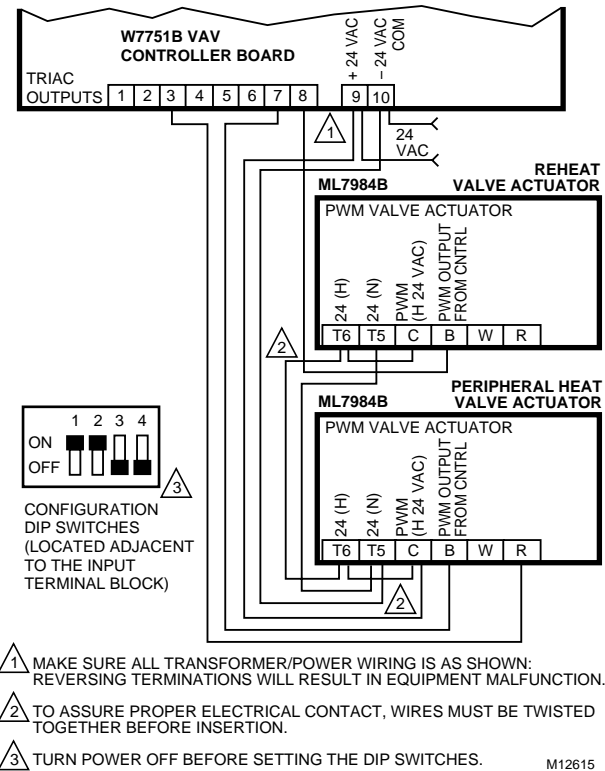 W7751B VAV
CONTROLLER BOARD
+ 24 VAC
– 24 VAC
COM
TRIAC
OUTPUTS 1 2 3 4 5 6 7 8 9 10
1
24
VAC
REHEAT
ML7984B VALVE ACTUATOR
PWM VALVE ACTUATOR
24 (H)
24 (N)
PWM
(H 24 VAC)
PWM OUTPUT
FROM CNTRL
T6 T5 C B W R
2
PERIPHERAL HEAT
ML7984B VALVE ACTUATOR
PWM VALVE ACTUATOR
24 (H)
24 (N)
PWM
(H 24 VAC)
PWM OUTPUT
FROM CNTRL
T6 T5 C B W R
2
1 2 3 4
ON
OFF
3
CONFIGURATION
DIP SWITCHES
(LOCATED ADJACENT
TO THE INPUT
TERMINAL BLOCK)
1 MAKE SURE ALL TRANSFORMER/POWER WIRING IS AS SHOWN:
REVERSING TERMINATIONS WILL RESULT IN EQUIPMENT MALFUNCTION.
2 TO ASSURE PROPER ELECTRICAL CONTACT, WIRES MUST BE TWISTED
TOGETHER BEFORE INSERTION.
3 TURN POWER OFF BEFORE SETTING THE DIP SWITCHES.
M12615